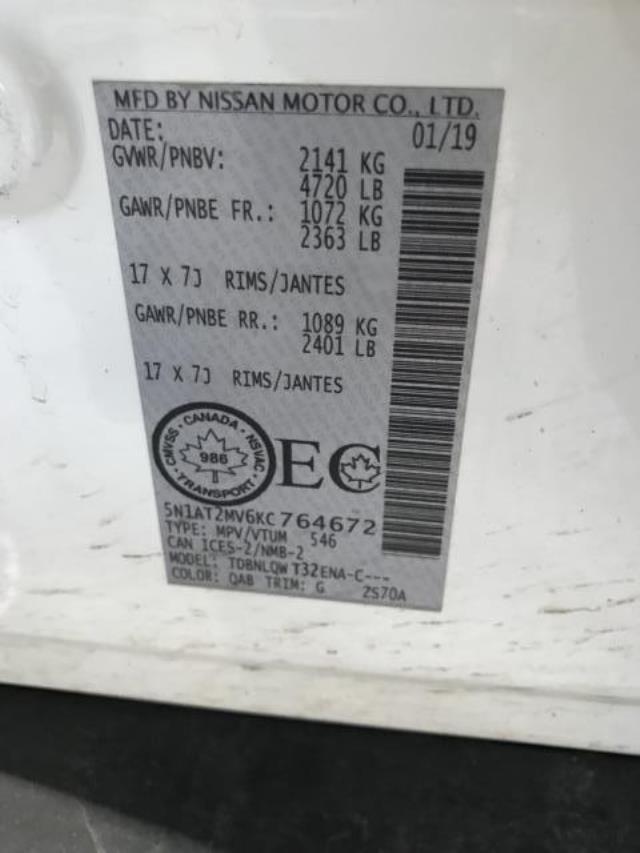 MFD BY NISSAN MOTOR CO., LTD.
DATE: 01/19
GVWR/PNBV: 2141 KG
4720 LB
GAWR/PNBE FR.: 1072 KG
2363 LB
17 X 7J RIMS/JANTES
GAWR/PNBE RR.: 1089 KG
2401 LB
17 X 7J RIMS/JANTES
CMVSS - CANADA - NSVAC
986
TRANSPORT
EC
5N1AT2MV6KC764672
TYPE: MPV/VTUM 546
CAN ICES-2/NMB-2
MODEL: TDBNLQW T32ENA-C---
COLOR: QAB TRIM: G 2S70A